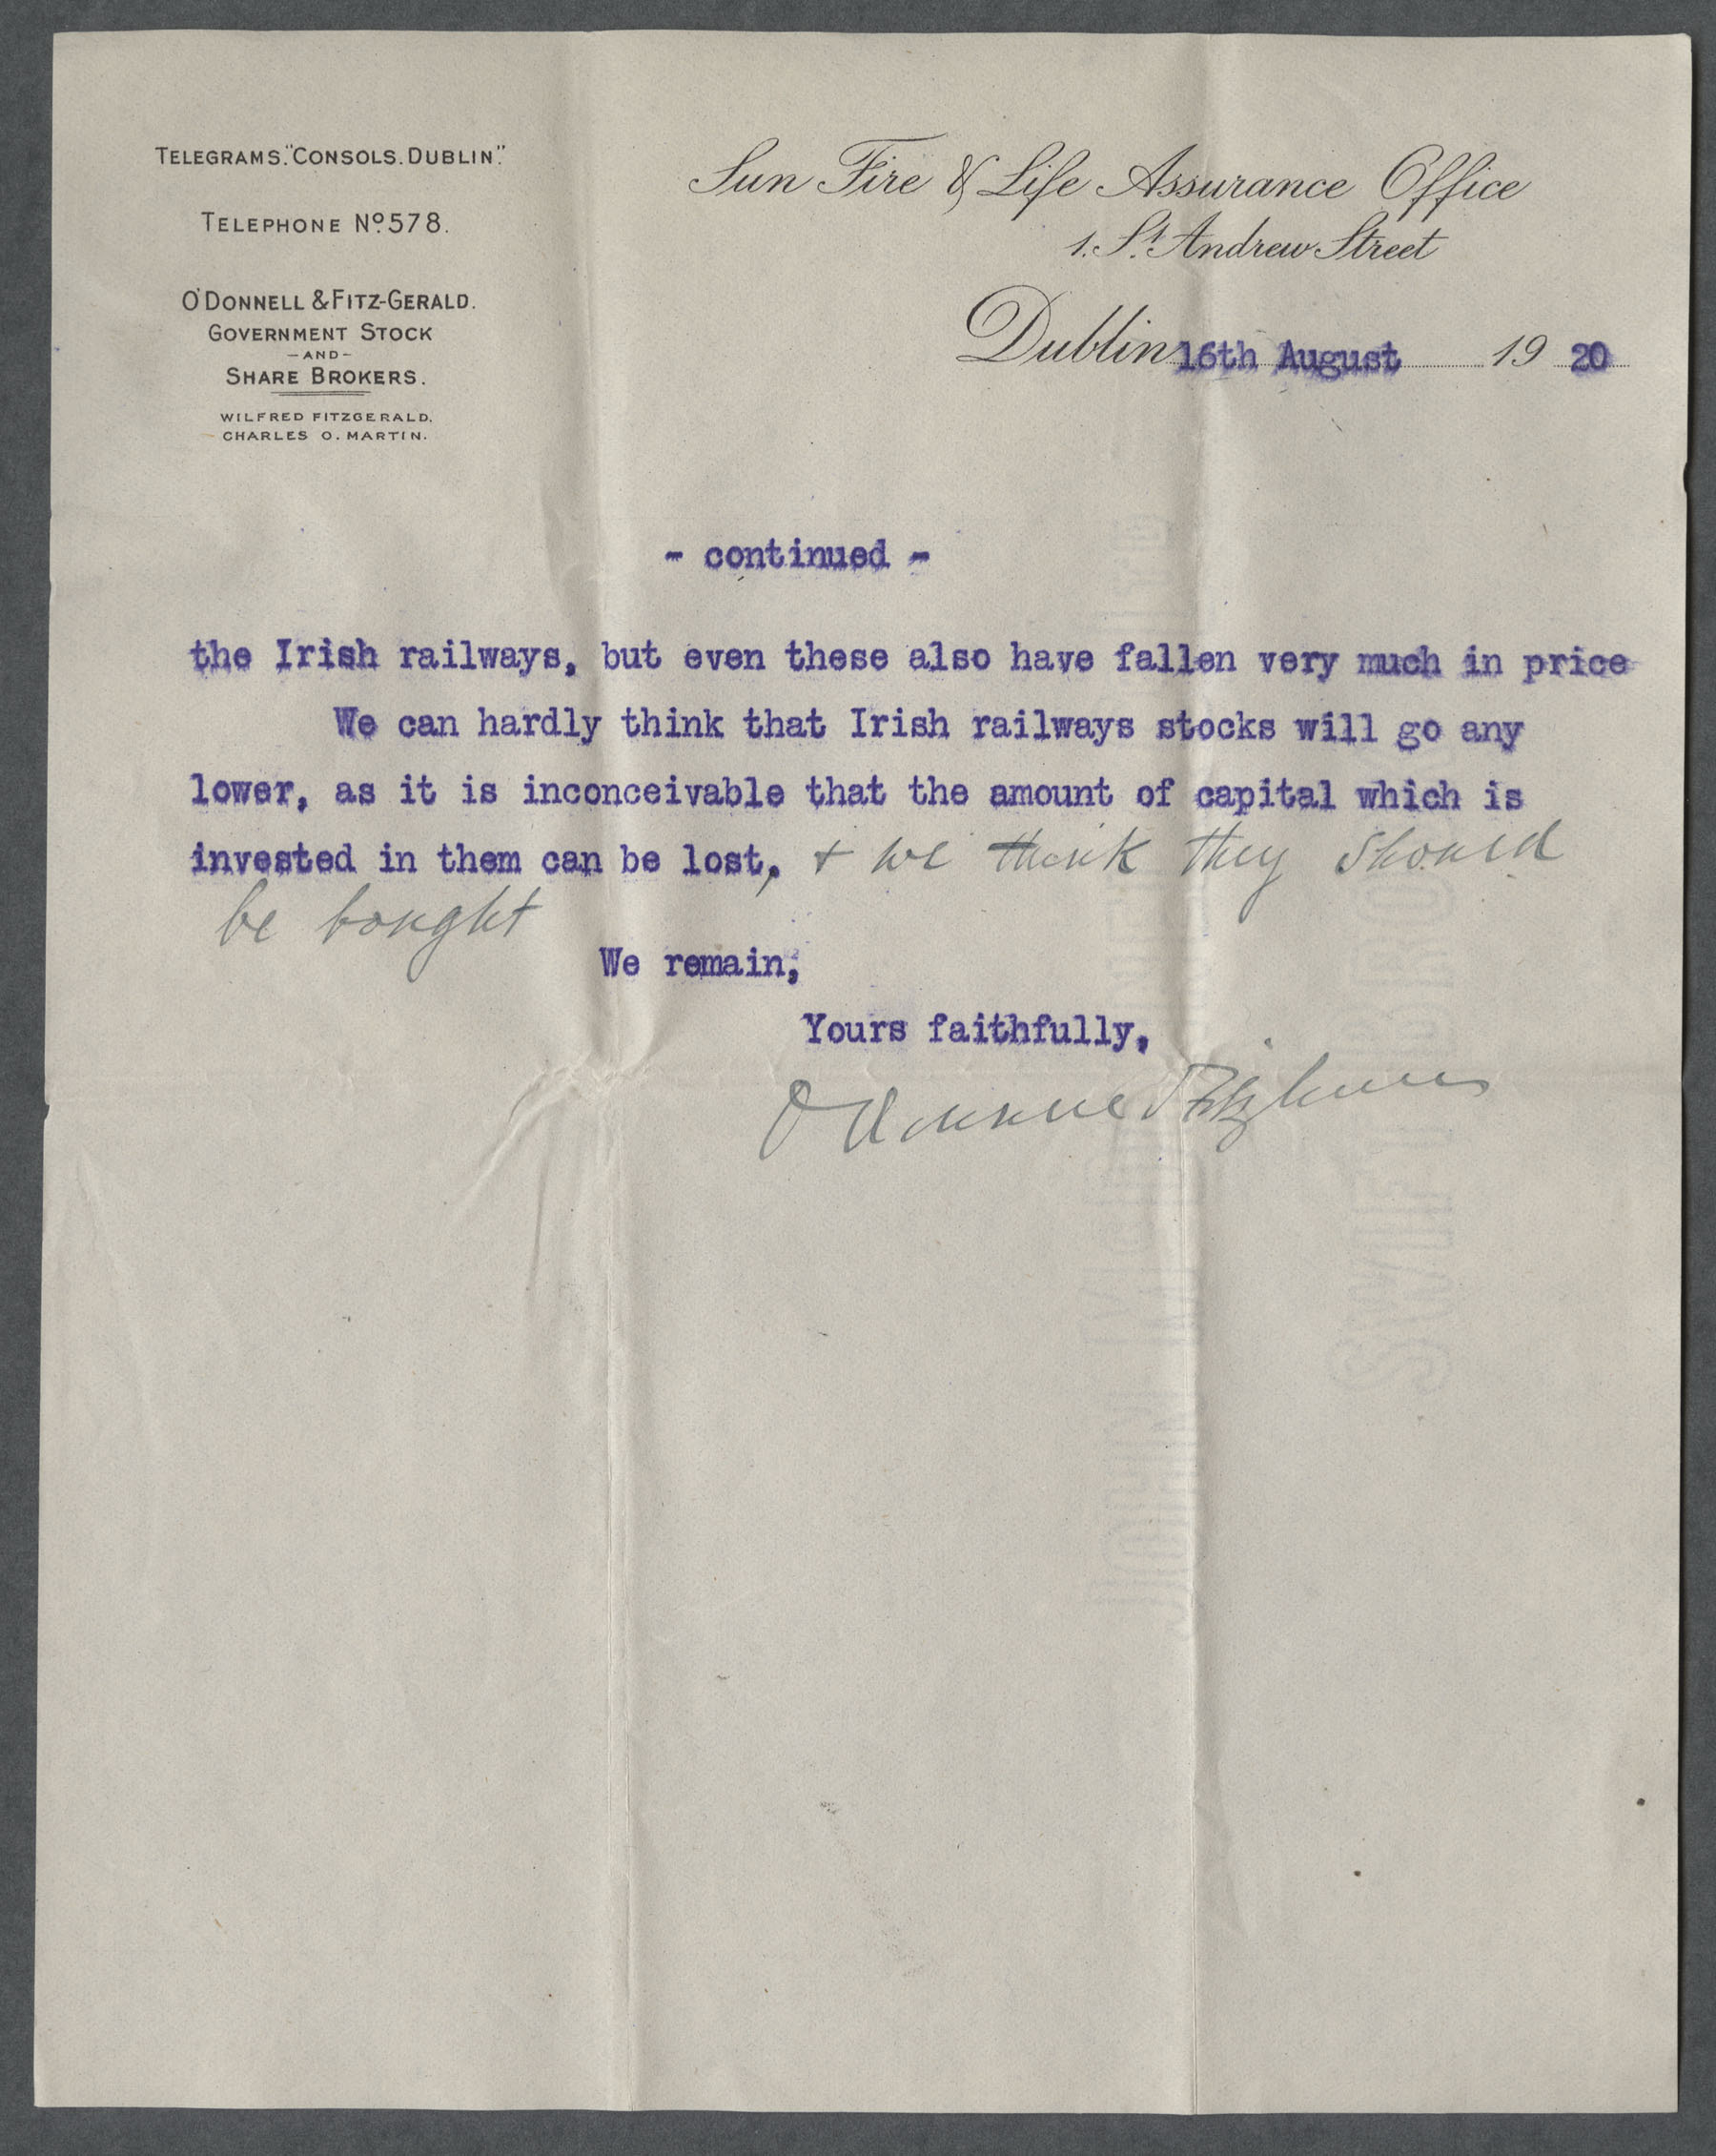 TELEGRAMS. "CONSOLS. DUBLIN."
TELEPHONE Nº 578.
O'DONNELL & FITZ-GERALD.
GOVERNMENT STOCK
- AND -
SHARE BROKERS.
WILFRED FITZGERALD.
CHARLES O. MARTIN.
Sun Fire & Life Assurance Office
1. St. Andrew Street
Dublin 16th August 1920
- continued -
the Irish railways, but even these also have fallen very much in price
We can hardly think that Irish railways stocks will go any
lower, as it is inconceivable that the amount of capital which is
invested in them can be lost, + we think they should
be bought
We remain,
Yours faithfully,